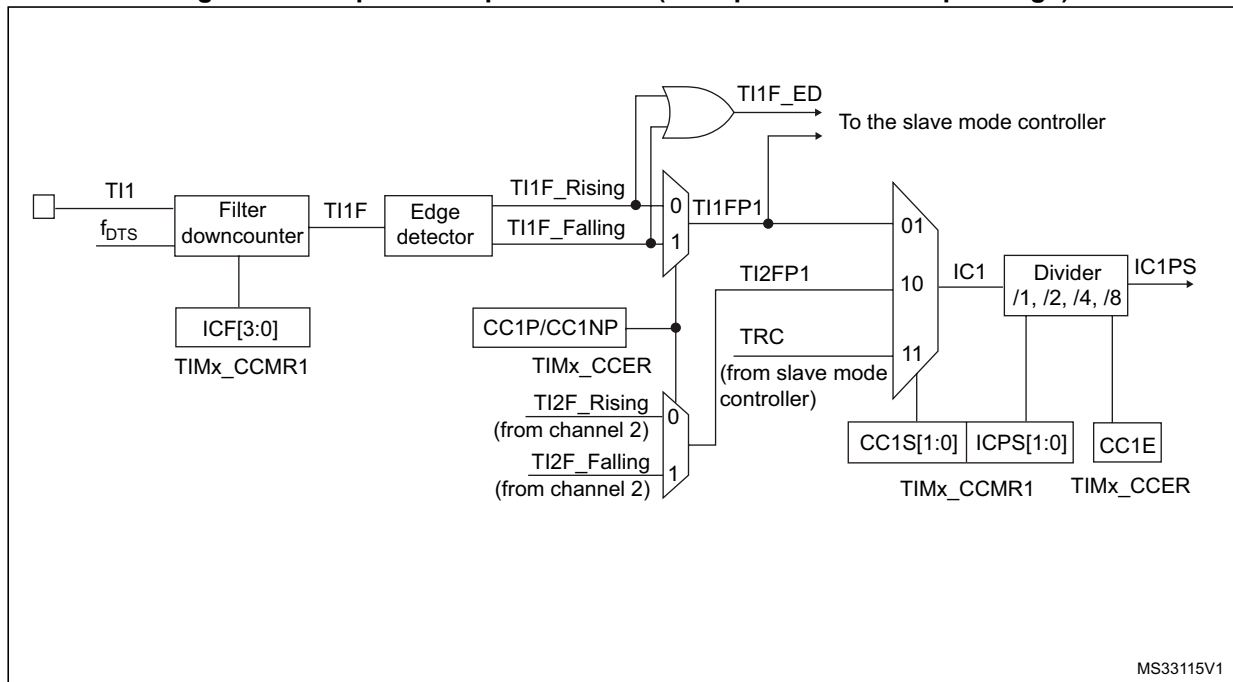 TI1F_ED
To the slave mode controller
TI1
TI1F
TI1F_Rising
TI1F_Falling
Filter
downcounter
Edge
detector
fDTS
0
1
TI1FP1
01
10
11
TI2FP1
TRC
(from slave mode
controller)
IC1
Divider
/1, /2, /4, /8
IC1PS
ICF[3:0]
TIMx_CCMR1
CC1P/CC1NP
TIMx_CCER
TI2F_Rising
(from channel 2)
TI2F_Falling
(from channel 2)
0
1
CC1S[1:0]
ICPS[1:0]
CC1E
TIMx_CCMR1
TIMx_CCER
MS33115V1